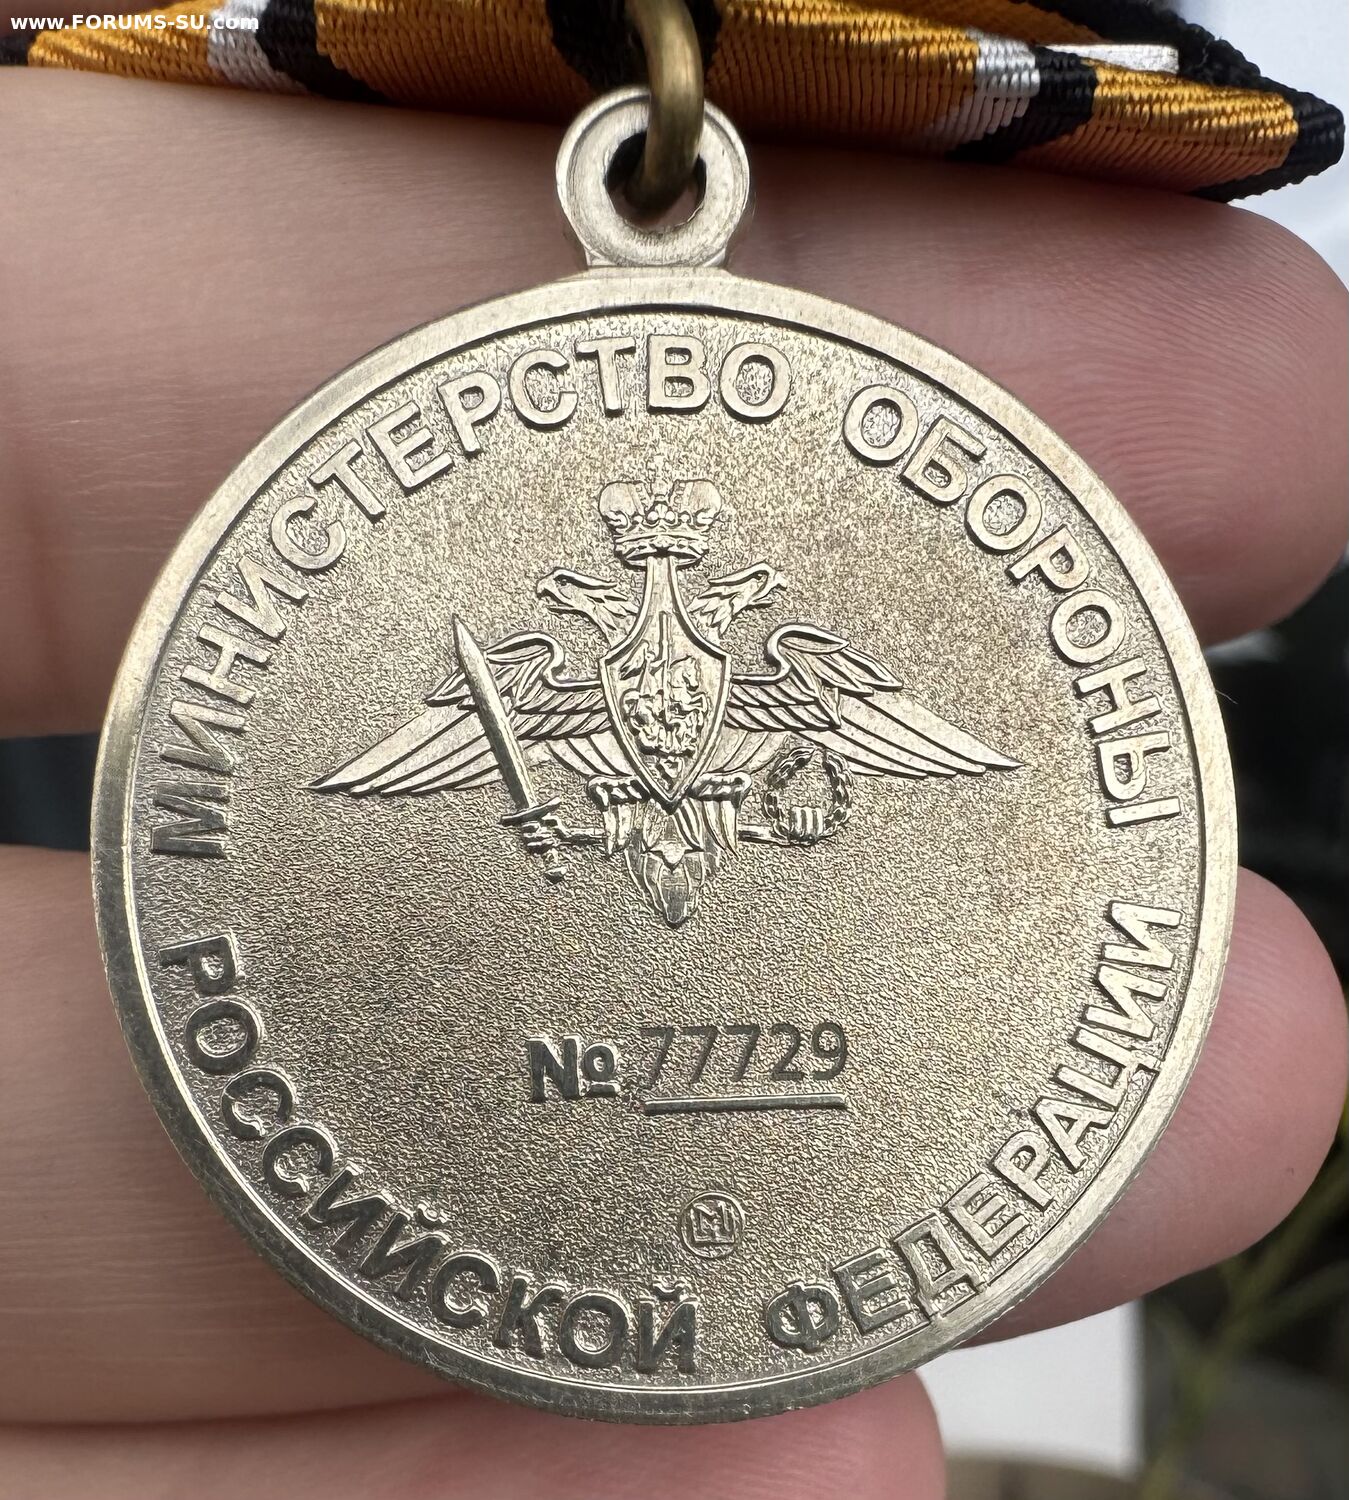 www.FORUMS-SU.com
МИНИСТЕРСТВО ОБОРОНЫ
РОССИЙСКОЙ ФЕДЕРАЦИИ
№ 77729